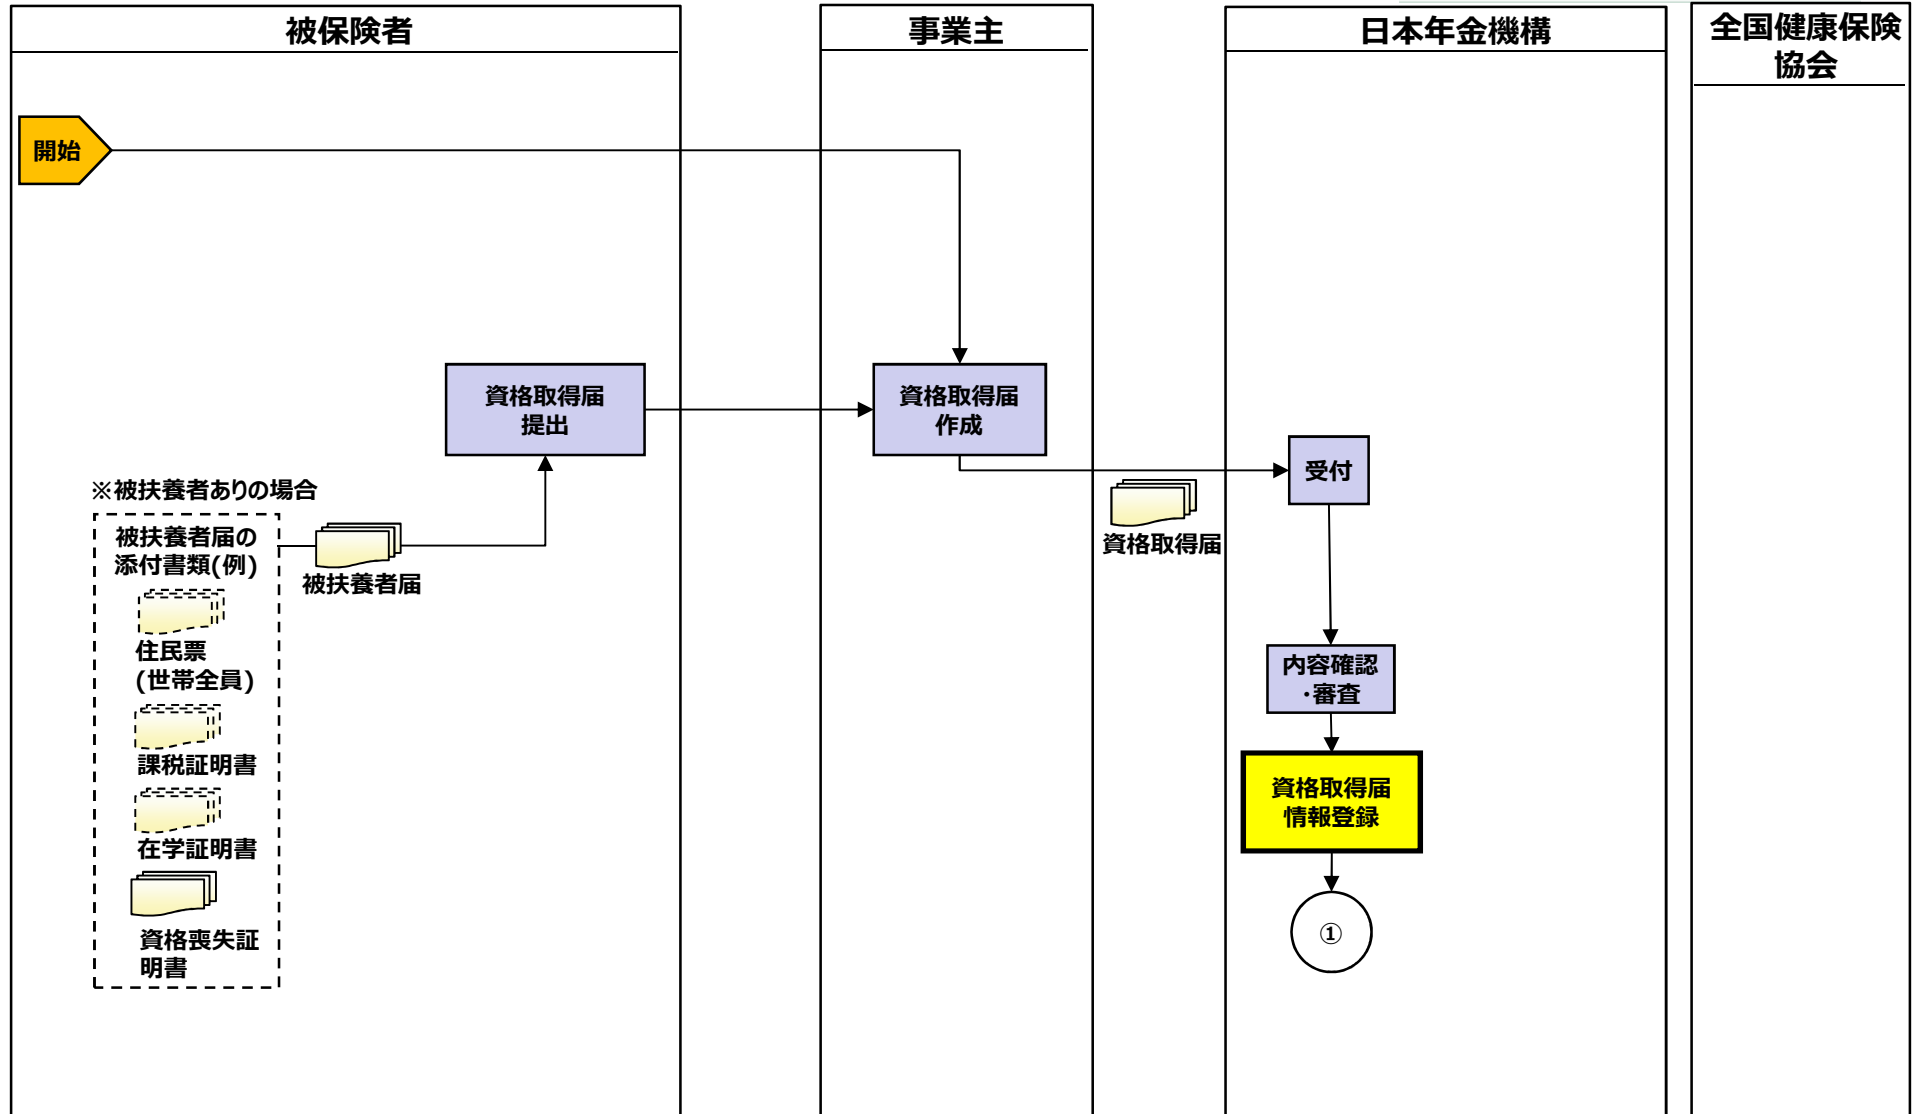 被保険者
事業主
日本年金機構
全国健康保険
協会
開始
資格取得届
提出
資格取得届
作成
受付
※被扶養者ありの場合
被扶養者届の
添付書類(例)
被扶養者届
資格取得届
住民票
(世帯全員)
課税証明書
在学証明書
資格喪失証
明書
内容確認
・審査
資格取得届
情報登録
①